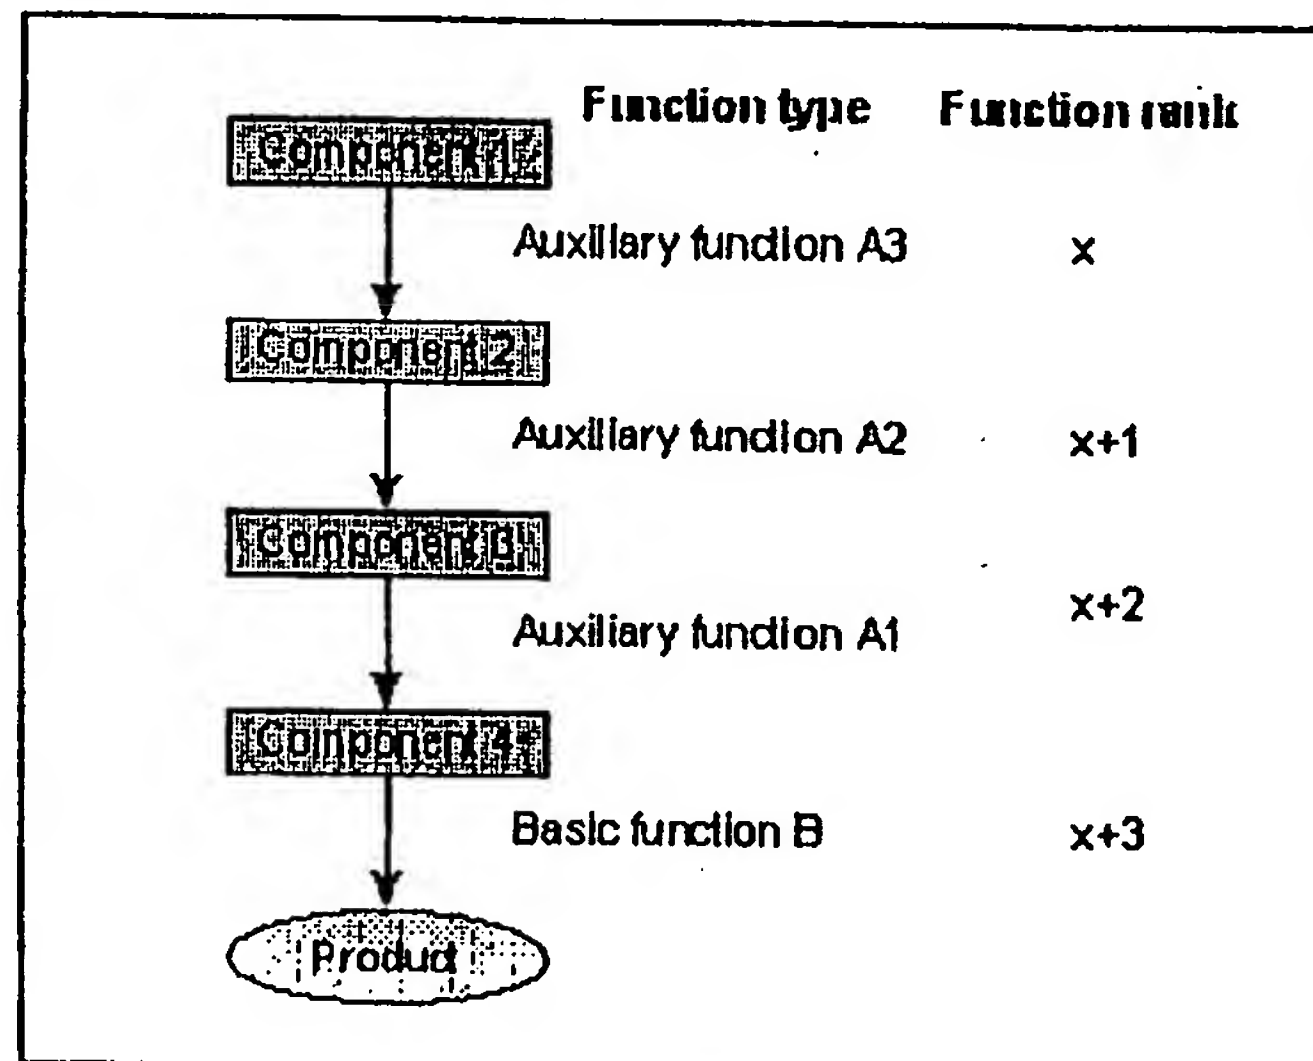 Function type Function rank
Component 1
Auxiliary function A3 x
Component 2
Auxiliary function A2 x+1
Component 3
Auxiliary function A1 x+2
Component 4
Basic function B x+3
Product